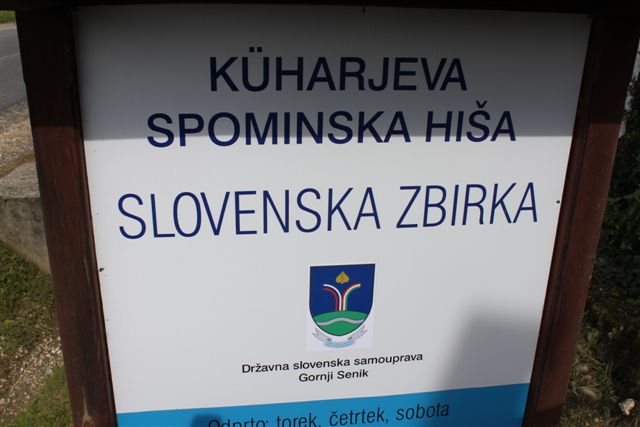 KÜHARJEVA
SPOMINSKA HIŠA
SLOVENSKA ZBIRKA
Državna slovenska samouprava
Gornji Senik
Odprto: torek, četrtek, sobota